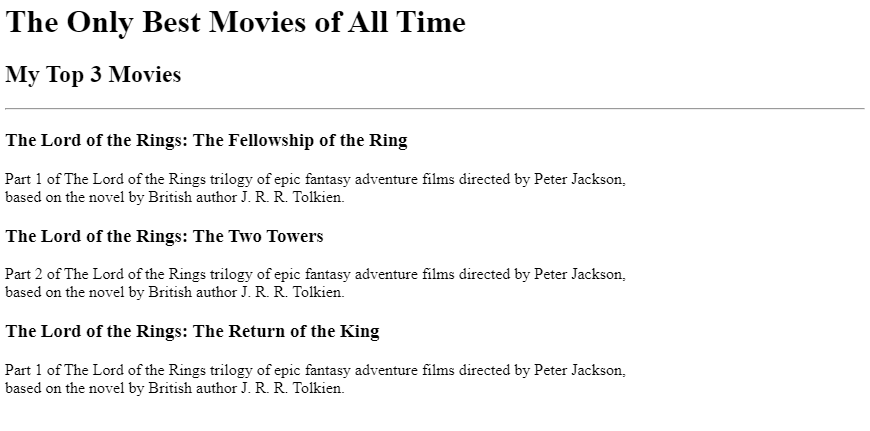 The Only Best Movies of All Time
My Top 3 Movies
The Lord of the Rings: The Fellowship of the Ring
Part 1 of The Lord of the Rings trilogy of epic fantasy adventure films directed by Peter Jackson,
based on the novel by British author J. R. R. Tolkien.
The Lord of the Rings: The Two Towers
Part 2 of The Lord of the Rings trilogy of epic fantasy adventure films directed by Peter Jackson,
based on the novel by British author J. R. R. Tolkien.
The Lord of the Rings: The Return of the King
Part 1 of The Lord of the Rings trilogy of epic fantasy adventure films directed by Peter Jackson,
based on the novel by British author J. R. R. Tolkien.